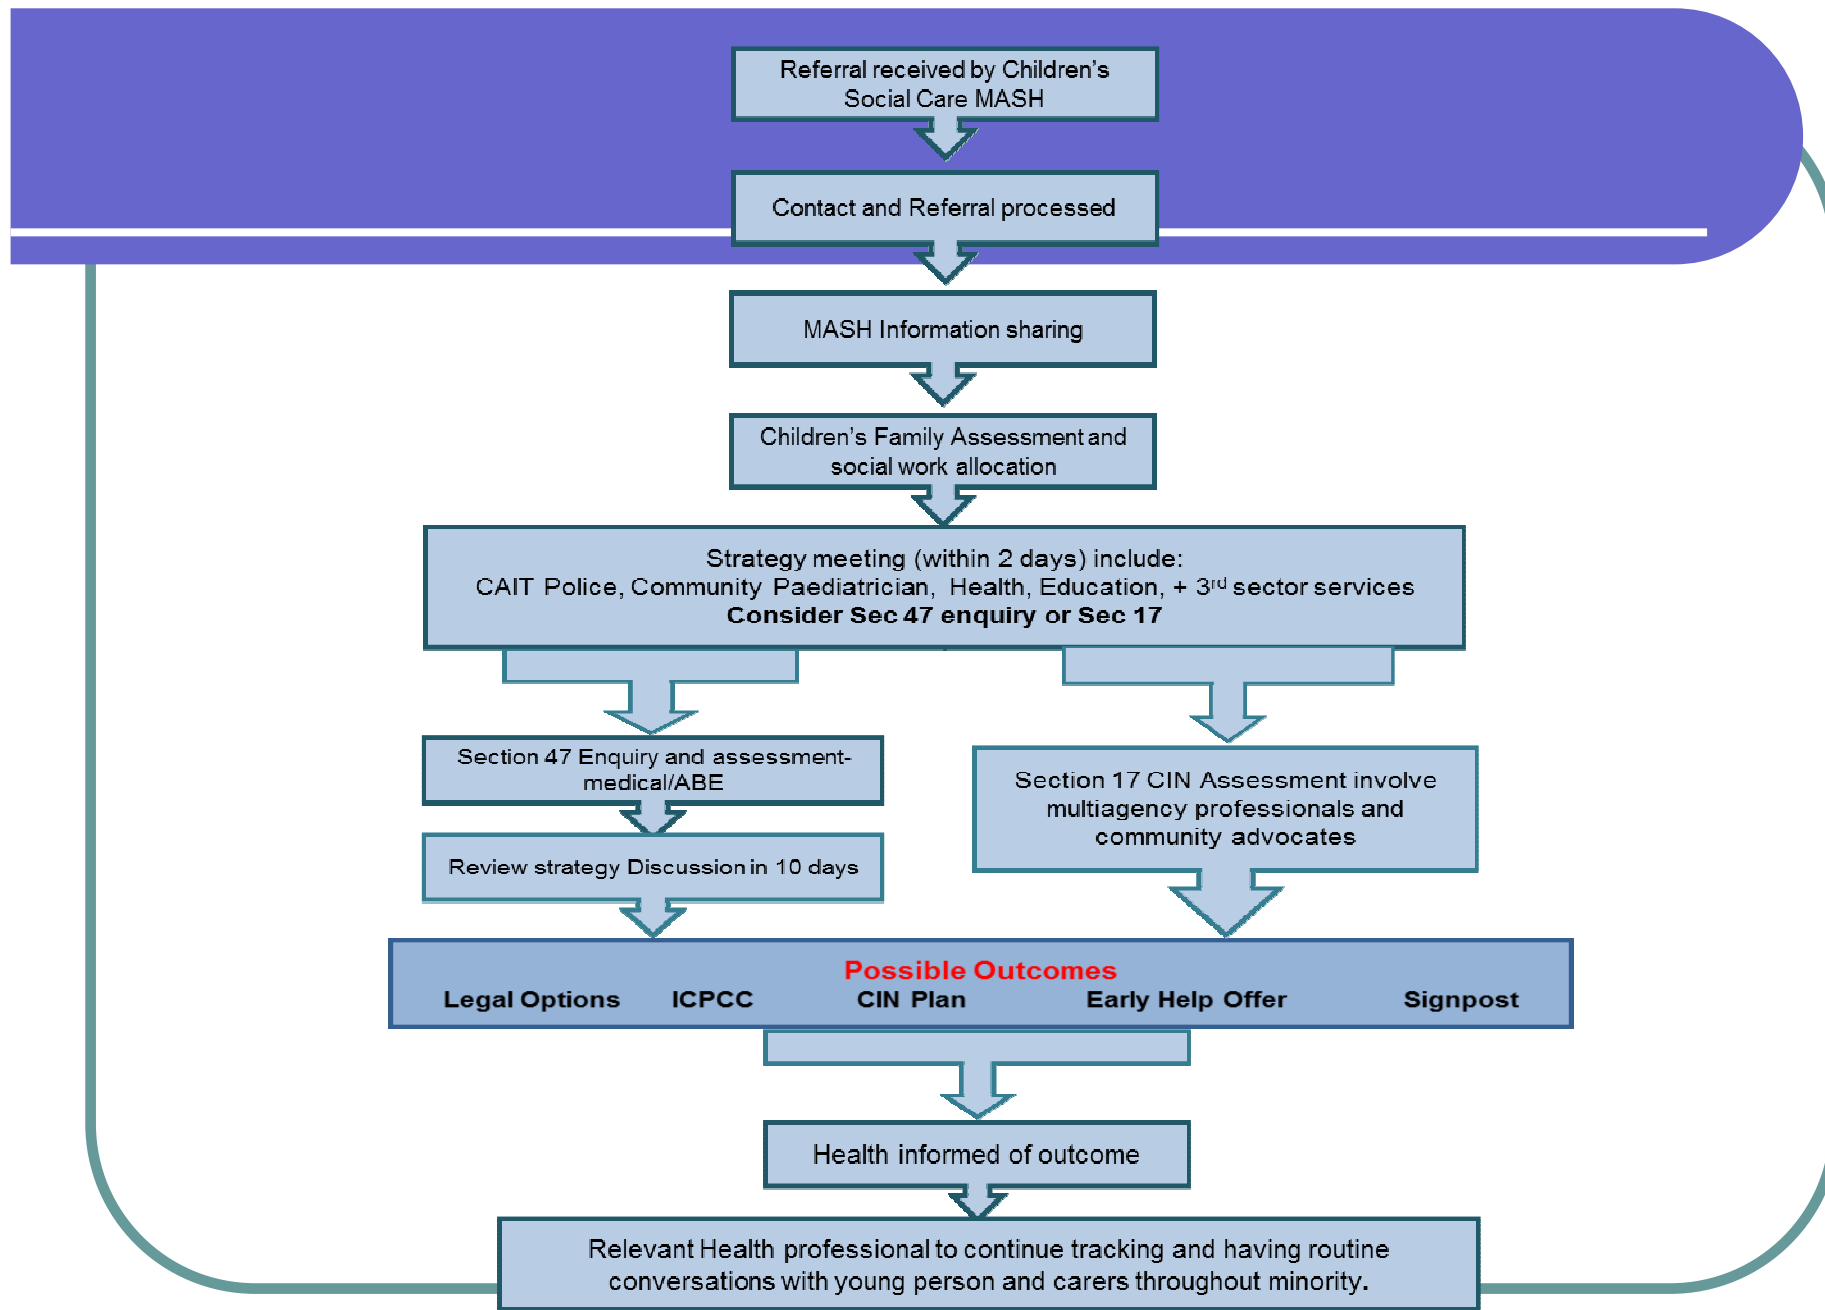 Referral received by Children’s
Social Care MASH
Contact and Referral processed
MASH Information sharing
Children’s Family Assessment and
social work allocation
Strategy meeting (within 2 days) include:
CAIT Police, Community Paediatrician, Health, Education, + 3rd sector services
Consider Sec 47 enquiry or Sec 17
Section 47 Enquiry and assessment-
medical/ABE
Review strategy Discussion in 10 days
Section 17 CIN Assessment involve
multiagency professionals and
community advocates
Possible Outcomes
Legal Options ICPCC CIN Plan Early Help Offer Signpost
Health informed of outcome
Relevant Health professional to continue tracking and having routine
conversations with young person and carers throughout minority.